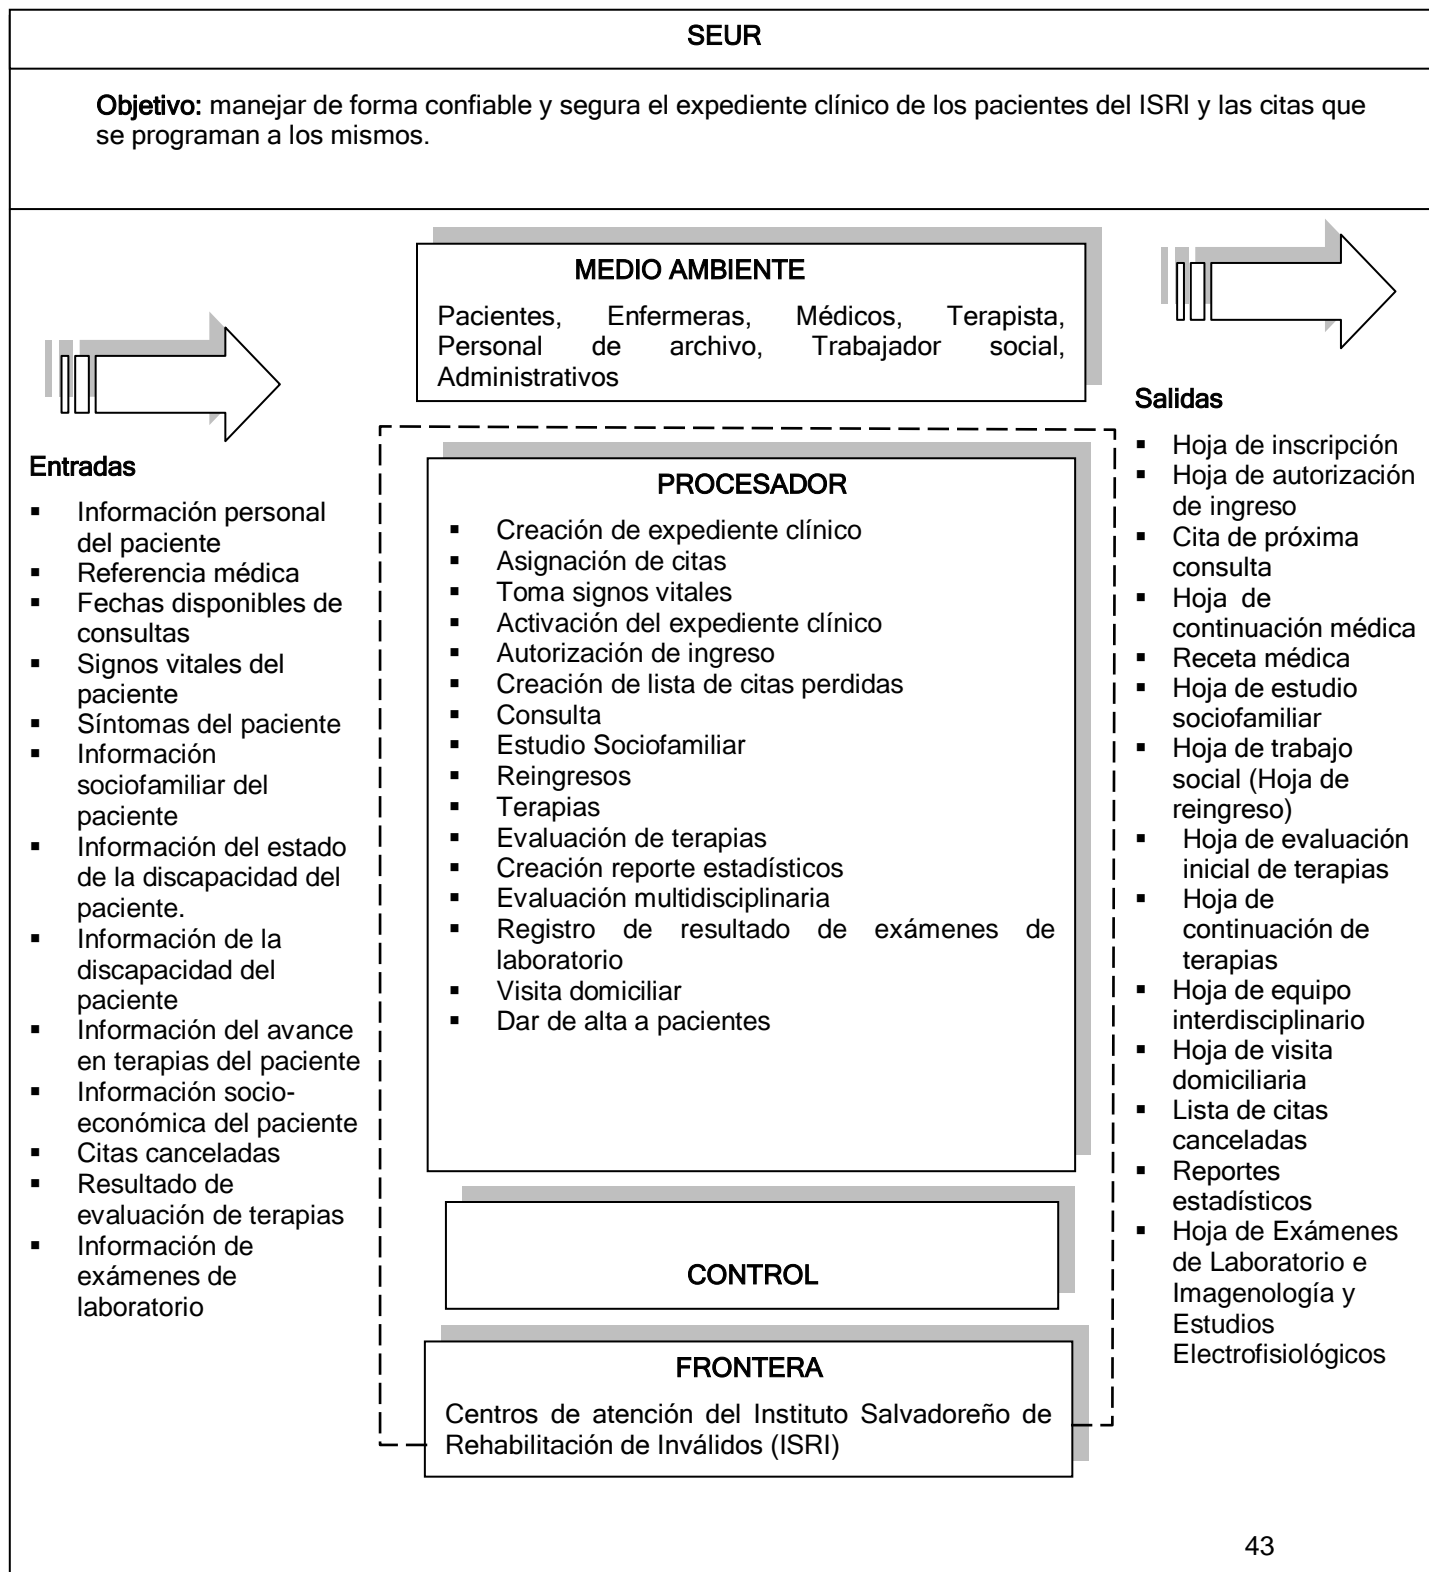 SEUR
Objetivo: manejar de forma confiable y segura el expediente clínico de los pacientes del ISRI y las citas que
se programan a los mismos.
MEDIO AMBIENTE
Pacientes, Enfermeras, Médicos, Terapista,
Personal de archivo, Trabajador social,
Administrativos
Entradas
▪ Información personal
del paciente
▪ Referencia médica
▪ Fechas disponibles de
consultas
▪ Signos vitales del
paciente
▪ Síntomas del paciente
▪ Información
sociofamiliar del
paciente
▪ Información del estado
de la discapacidad del
paciente.
▪ Información de la
discapacidad del
paciente
▪ Información del avance
en terapias del paciente
▪ Información socio-
económica del paciente
▪ Citas canceladas
▪ Resultado de
evaluación de terapias
▪ Información de
exámenes de
laboratorio
PROCESADOR
▪ Creación de expediente clínico
▪ Asignación de citas
▪ Toma signos vitales
▪ Activación del expediente clínico
▪ Autorización de ingreso
▪ Creación de lista de citas perdidas
▪ Consulta
▪ Estudio Sociofamiliar
▪ Reingresos
▪ Terapias
▪ Evaluación de terapias
▪ Creación reporte estadísticos
▪ Evaluación multidisciplinaria
▪ Registro de resultado de exámenes de
laboratorio
▪ Visita domiciliar
▪ Dar de alta a pacientes
CONTROL
FRONTERA
Centros de atención del Instituto Salvadoreño de
Rehabilitación de Inválidos (ISRI)
Salidas
▪ Hoja de inscripción
▪ Hoja de autorización
de ingreso
▪ Cita de próxima
consulta
▪ Hoja de
continuación médica
▪ Receta médica
▪ Hoja de estudio
sociofamiliar
▪ Hoja de trabajo
social (Hoja de
reingreso)
▪ Hoja de evaluación
inicial de terapias
▪ Hoja de
continuación de
terapias
▪ Hoja de equipo
interdisciplinario
▪ Hoja de visita
domiciliaria
▪ Lista de citas
canceladas
▪ Reportes
estadísticos
▪ Hoja de Exámenes
de Laboratorio e
Imagenología y
Estudios
Electrofisiológicos
43